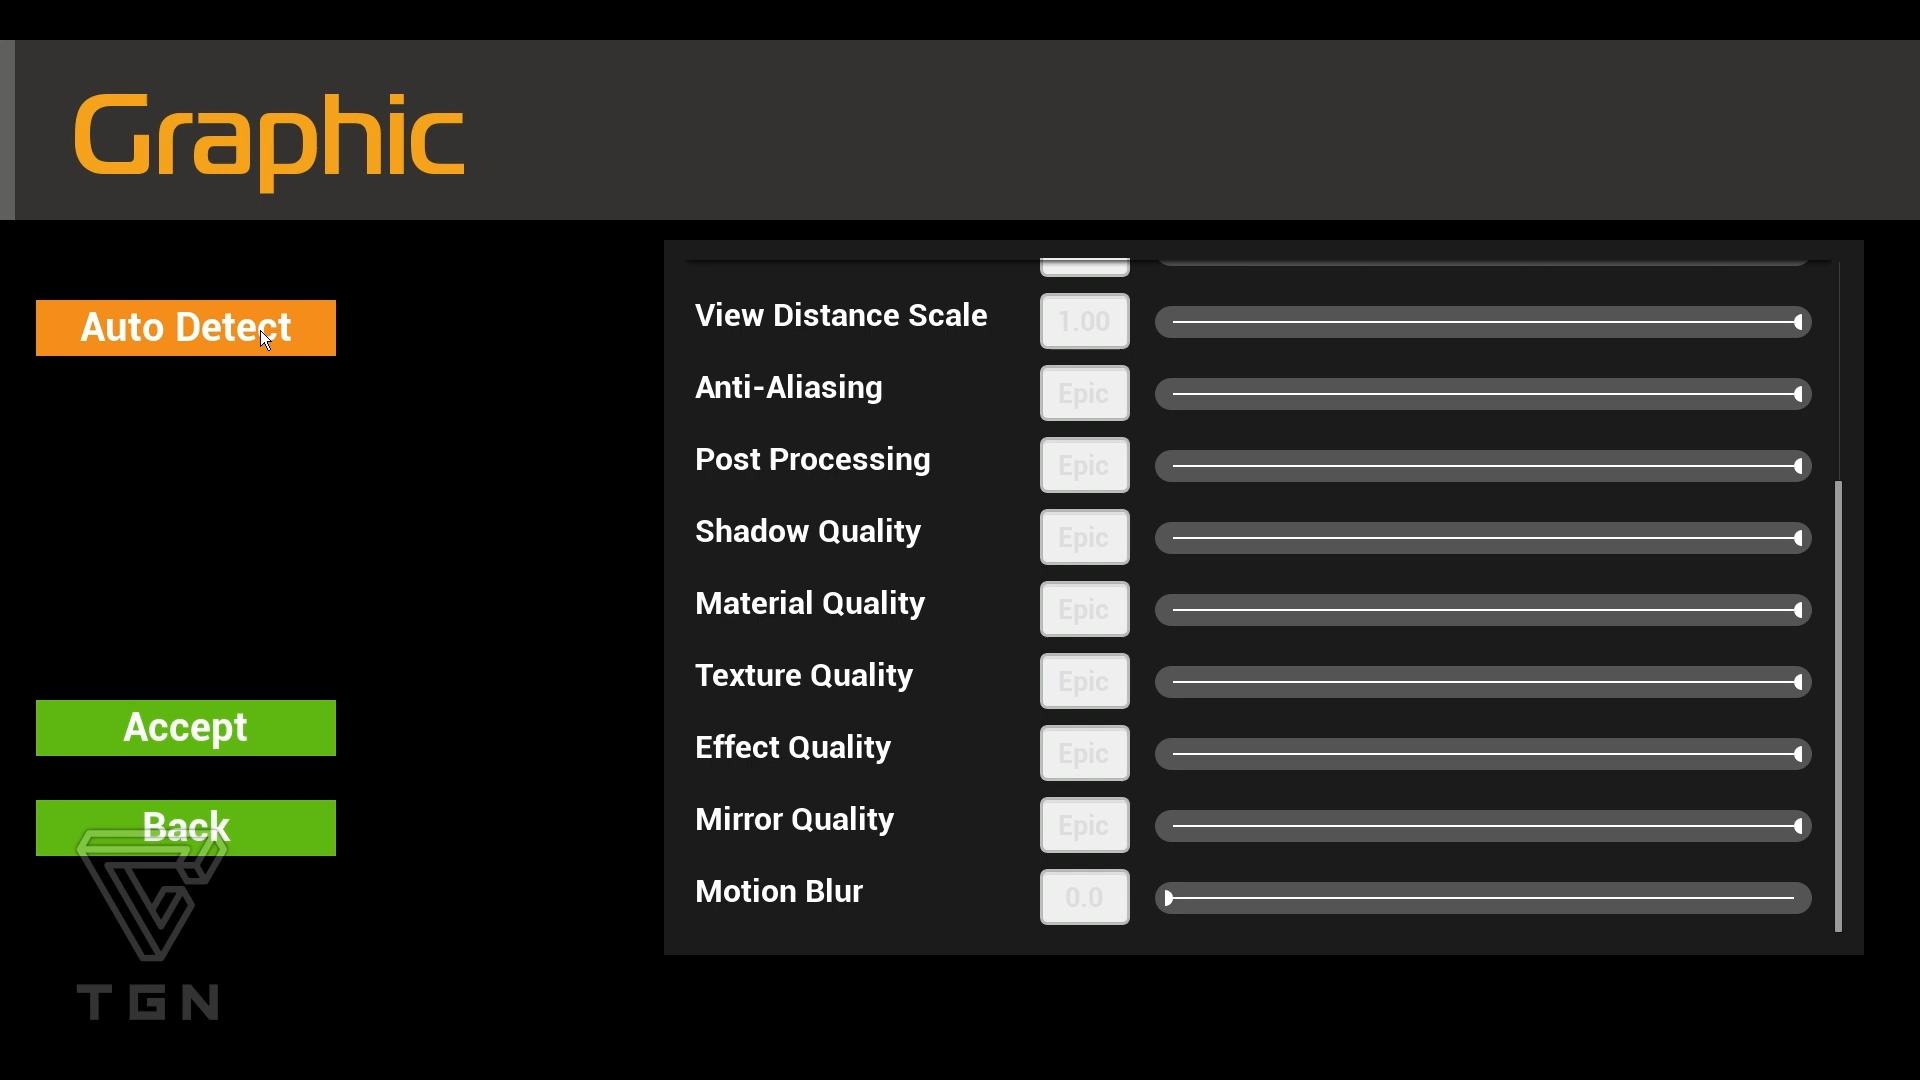 Graphic
Auto Detect
Accept
Back
TGN
View Distance Scale 1.00
Anti-Aliasing Epic
Post Processing Epic
Shadow Quality Epic
Material Quality Epic
Texture Quality Epic
Effect Quality Epic
Mirror Quality Epic
Motion Blur 0.0